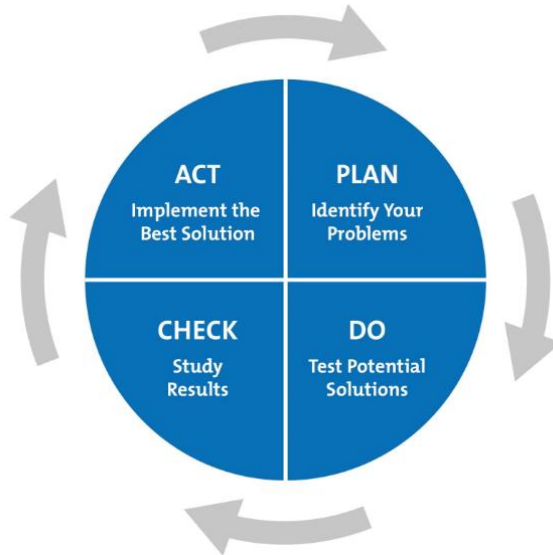 ACT
Implement the
Best Solution
PLAN
Identify Your
Problems
CHECK
Study
Results
DO
Test Potential
Solutions